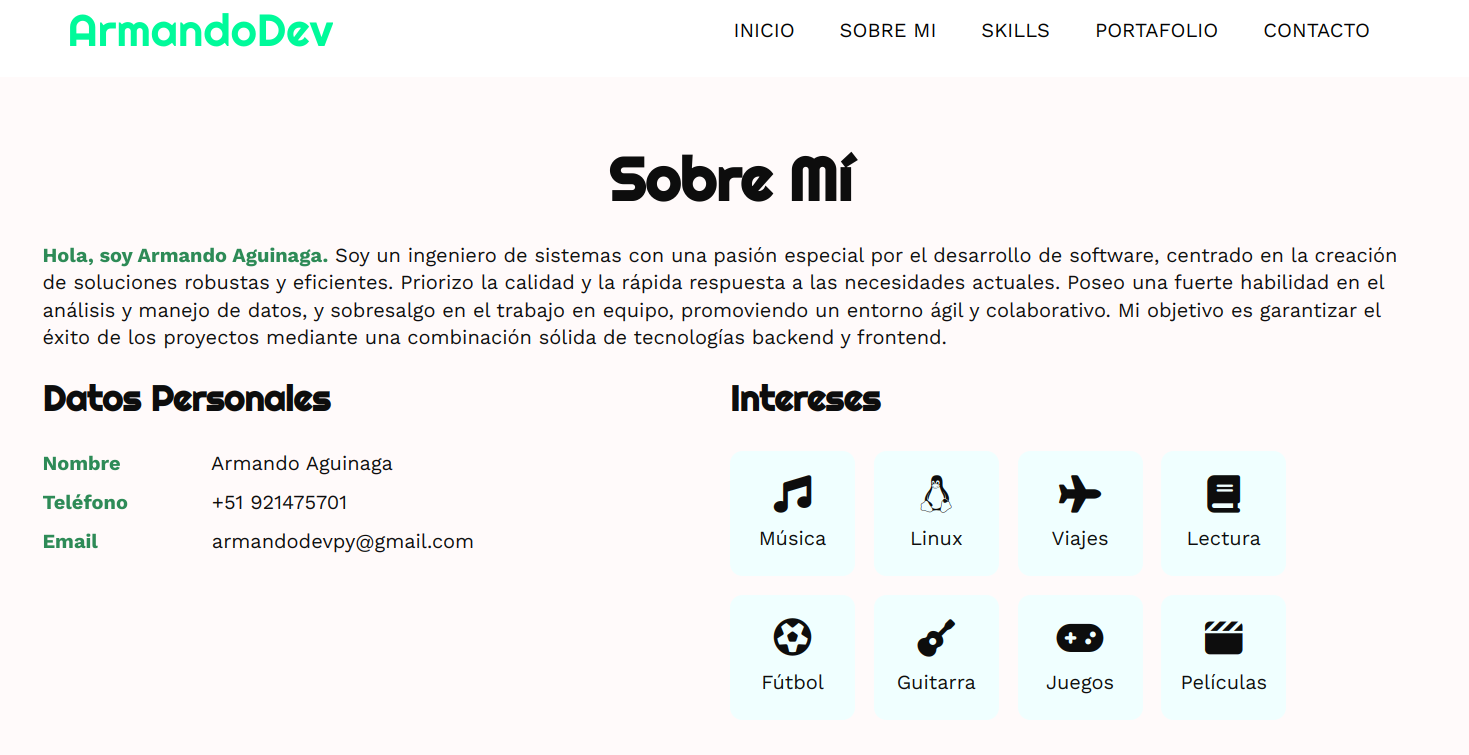 ArmandoDev
INICIO SOBRE MI SKILLS PORTAFOLIO CONTACTO
Sobre Mí
Hola, soy Armando Aguinaga. Soy un ingeniero de sistemas con una pasión especial por el desarrollo de software, centrado en la creación
de soluciones robustas y eficientes. Priorizo la calidad y la rápida respuesta a las necesidades actuales. Poseo una fuerte habilidad en el
análisis y manejo de datos, y sobresalgo en el trabajo en equipo, promoviendo un entorno ágil y colaborativo. Mi objetivo es garantizar el
éxito de los proyectos mediante una combinación sólida de tecnologías backend y frontend.
Datos Personales
Nombre Armando Aguinaga
Teléfono +51 921475701
Email armandodevpy@gmail.com
Intereses
Música Linux Viajes Lectura
Fútbol Guitarra Juegos Películas